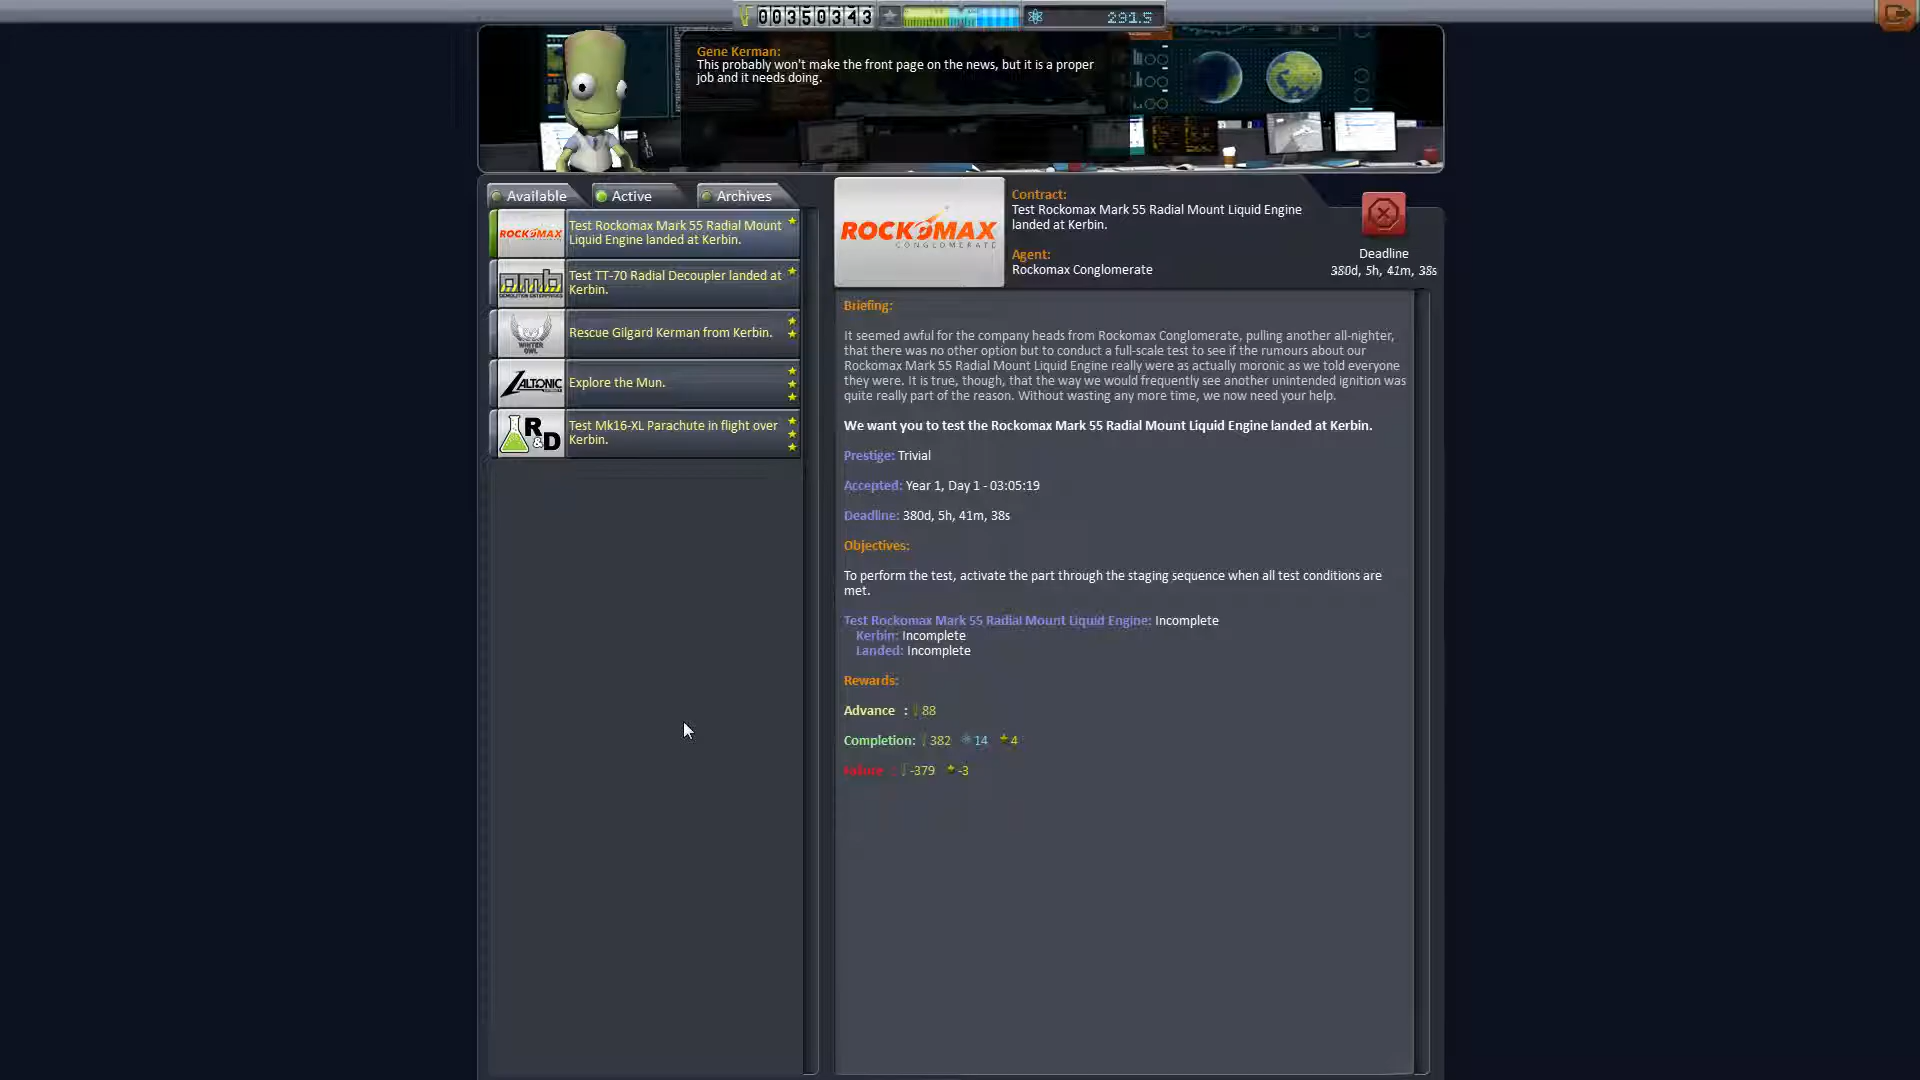 00350343
291.5
Gene Kerman:
This probably won't make the front page on the news, but it is a proper
job and it needs doing.
Available
Active
Archives
ROCKOMAX
Test Rockomax Mark 55 Radial Mount
Liquid Engine landed at Kerbin.
Test TT-70 Radial Decoupler landed at
Kerbin.
WINTER
OWL
Rescue Gilgard Kerman from Kerbin.
Explore the Mun.
R&D
Test Mk16-XL Parachute in flight over
Kerbin.
ROCKOMAX
CONGLOMERATE
Contract:
Test Rockomax Mark 55 Radial Mount Liquid Engine
landed at Kerbin.
Agent:
Rockomax Conglomerate
Deadline
380d, 5h, 41m, 38s
Briefing:
It seemed awful for the company heads from Rockomax Conglomerate, pulling another all-nighter,
that there was no other option but to conduct a full-scale test to see if the rumours about our
Rockomax Mark 55 Radial Mount Liquid Engine really were as actually moronic as we told everyone
they were. It is true, though, that the way we would frequently see another unintended ignition was
quite really part of the reason. Without wasting any more time, we now need your help.
We want you to test the Rockomax Mark 55 Radial Mount Liquid Engine landed at Kerbin.
Prestige: Trivial
Accepted: Year 1, Day 1 - 03:05:19
Deadline: 380d, 5h, 41m, 38s
Objectives:
To perform the test, activate the part through the staging sequence when all test conditions are
met.
Test Rockomax Mark 55 Radial Mount Liquid Engine: Incomplete
Kerbin: Incomplete
Landed: Incomplete
Rewards:
Advance : 88
Completion: 382 14 4
Failure : -379 -3